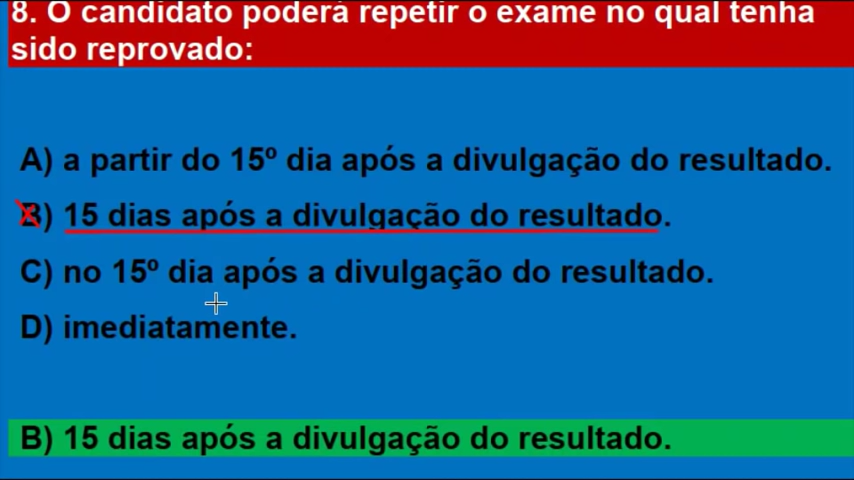 8. O candidato poderá repetir o exame no qual tenha
sido reprovado:
A) a partir do 15º dia após a divulgação do resultado.
B) 15 dias após a divulgação do resultado.
C) no 15º dia após a divulgação do resultado.
D) imediatamente.
B) 15 dias após a divulgação do resultado.